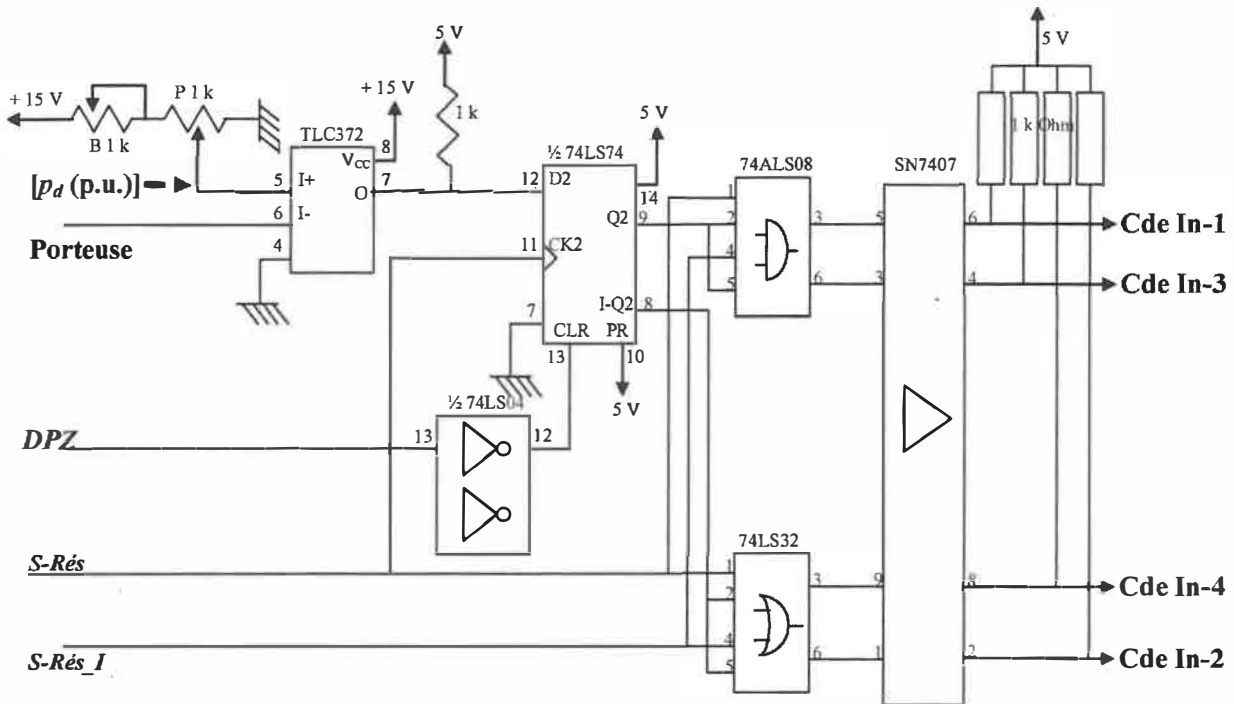 5 V
5 V
+ 15 V
P 1 k
+ 15 V
B 1 k
1 k
1 k Ohm
TLC372
VCC
8
½ 74LS74
5 V
74ALS08
SN7407
[pd (p.u.)]
5
I+
O
7
12
D2
14
1
6
I-
Q2
9
2
3
5
6
Cde In-1
Porteuse
4
11
CK2
4
5
6
3
4
Cde In-3
7
I-Q2
8
CLR
PR
13
10
5 V
½ 74LS04
DPZ
13
12
74LS32
S-Rés
1
3
9
8
Cde In-4
2
4
S-Rés_I
5
6
1
2
Cde In-2